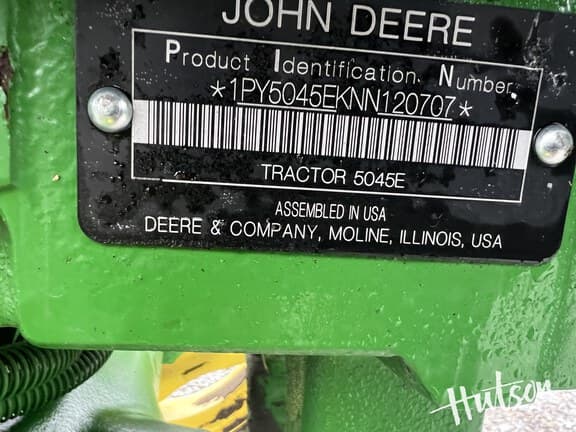 JOHN DEERE
Product Identification Number
*1PY5045EKNN120707*
TRACTOR 5045E
ASSEMBLED IN USA
DEERE & COMPANY, MOLINE, ILLINOIS, USA
Hutson